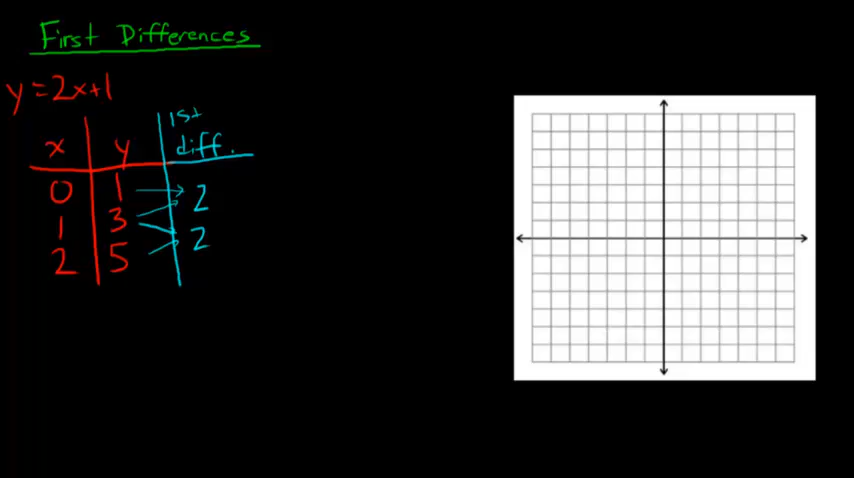 First Differences
y=2x+1
1st
x y diff.
0 1 2
1 3 2
2 5